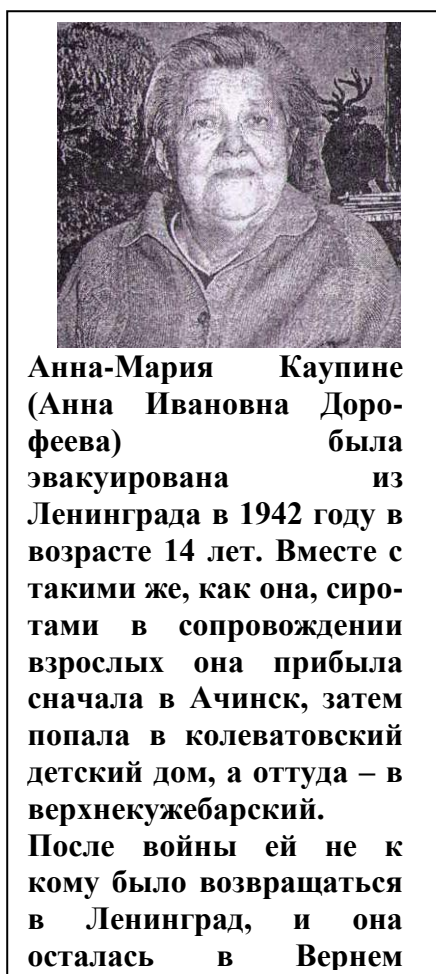 Анна-Мария Каупине
(Анна Ивановна Доро-
феева) была
эвакуирована из
Ленинграда в 1942 году в
возрасте 14 лет. Вместе с
такими же, как она, сиро-
тами в сопровождении
взрослых она прибыла
сначала в Ачинск, затем
попала в колеватовский
детский дом, а оттуда – в
верхнекужебарский.
После войны ей не к
кому было возвращаться
в Ленинград, и она
осталась в Вернем